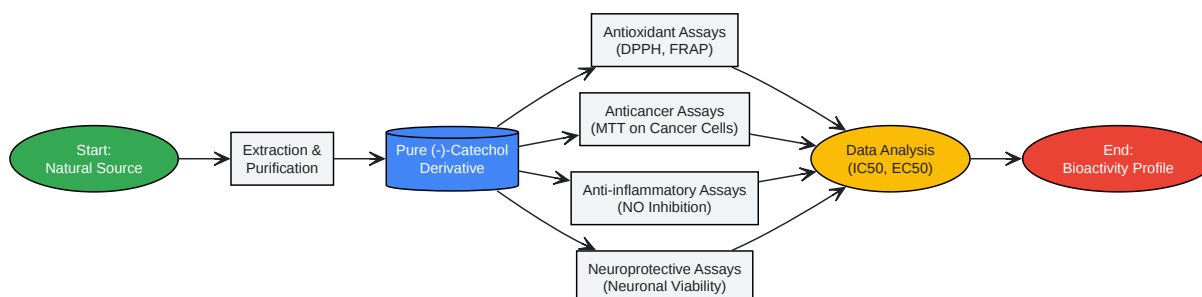 Start:
Natural Source
Extraction &
Purification
Pure (-)-Catechol
Derivative
Antioxidant Assays
(DPPH, FRAP)
Anticancer Assays
(MTT on Cancer Cells)
Anti-inflammatory Assays
(NO Inhibition)
Neuroprotective Assays
(Neuronal Viability)
Data Analysis
(IC50, EC50)
End:
Bioactivity Profile